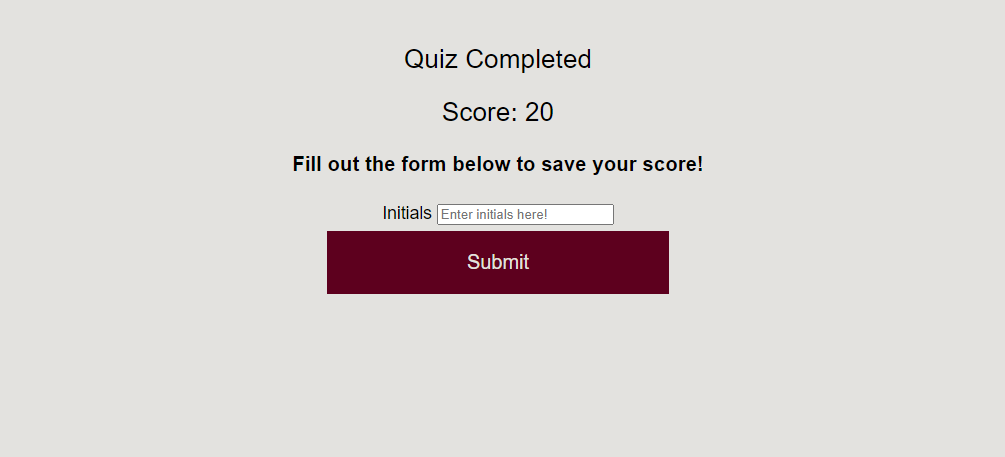 Quiz Completed
Score: 20
Fill out the form below to save your score!
Initials Enter initials here!
Submit